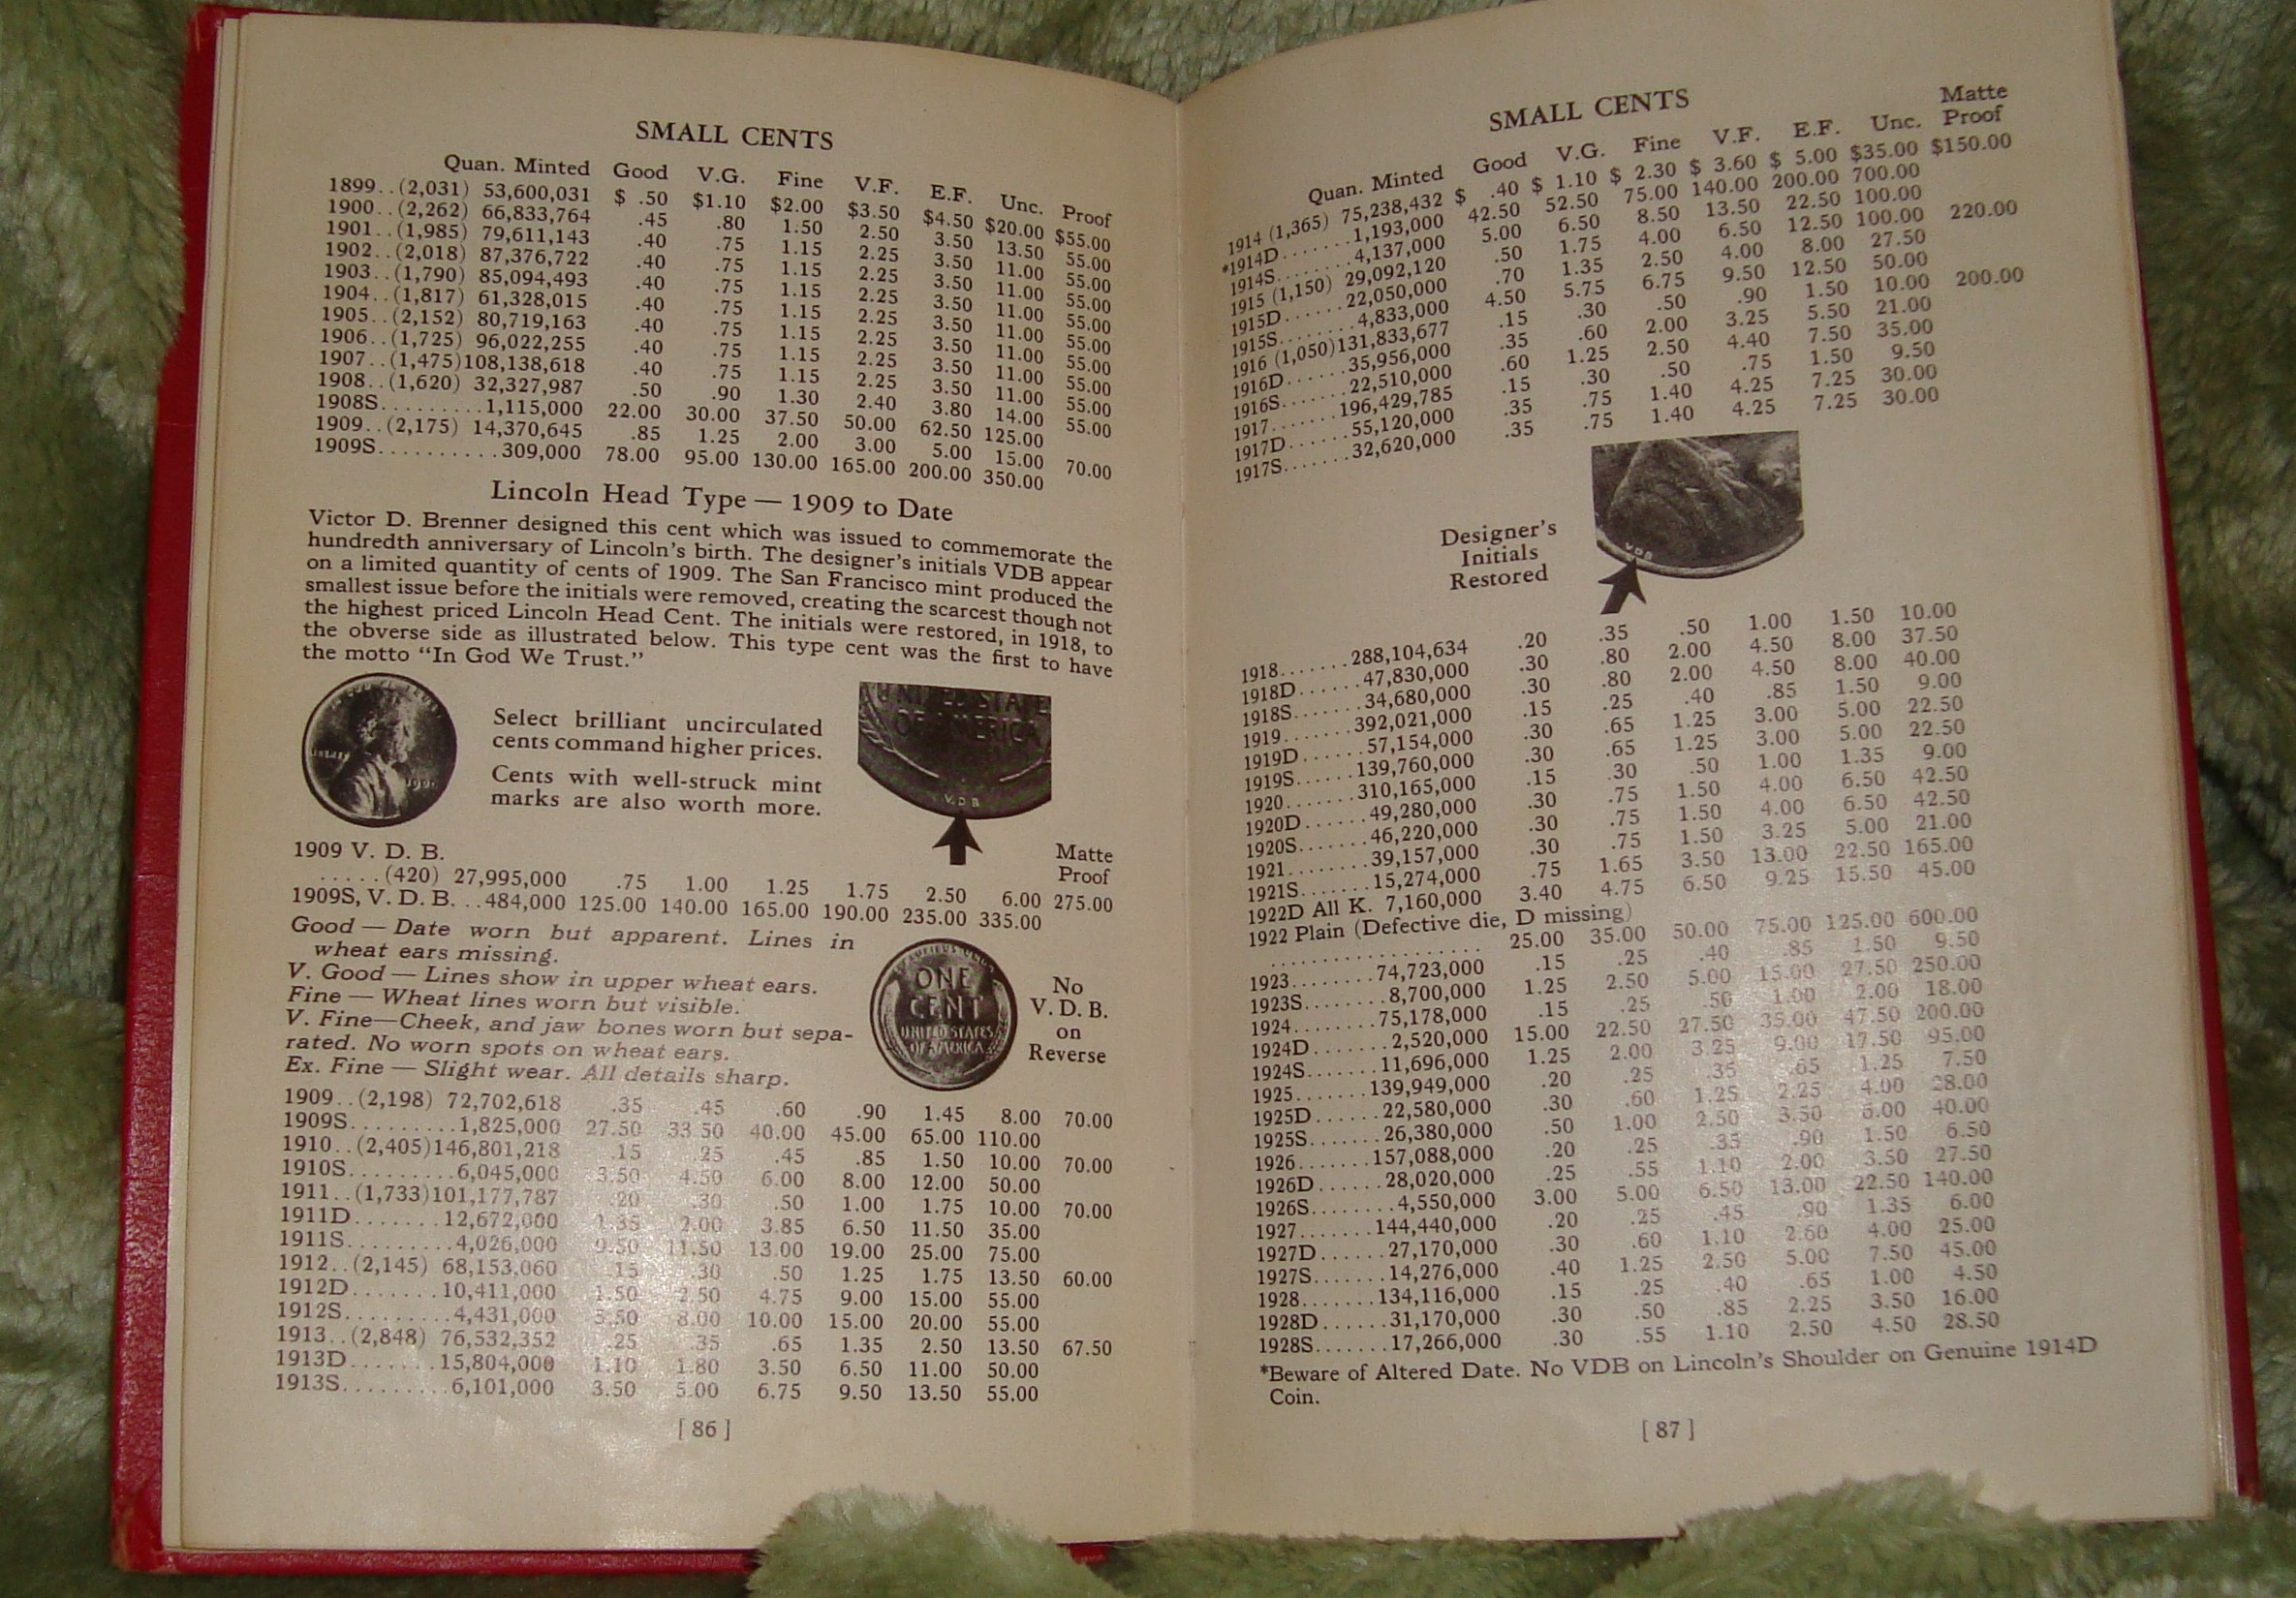 SMALL CENTS
Quan. Minted Good V.G. Fine V.F. E.F. Unc. Proof
1899..(2,031) 53,600,031 $ .50 $1.10 $2.00 $3.50 $4.50 $20.00 $55.00
1900..(2,262) 66,833,764 .45 .80 1.50 2.50 3.50 13.50 55.00
1901..(1,985) 79,611,143 .40 .75 1.15 2.25 3.50 11.00 55.00
1902..(2,018) 87,376,722 .40 .75 1.15 2.25 3.50 11.00 55.00
1903..(1,790) 85,094,493 .40 .75 1.15 2.25 3.50 11.00 55.00
1904..(1,817) 61,328,015 .40 .75 1.15 2.25 3.50 11.00 55.00
1905..(2,152) 80,719,163 .40 .75 1.15 2.25 3.50 11.00 55.00
1906..(1,725) 96,022,255 .40 .75 1.15 2.25 3.50 11.00 55.00
1907..(1,475)108,138,618 .40 .75 1.15 2.25 3.50 11.00 55.00
1908..(1,620) 32,327,987 .50 .90 1.30 2.40 3.80 14.00 55.00
1908S.........1,115,000 22.00 30.00 37.50 50.00 62.50 125.00
1909..(2,175) 14,370,645 .85 1.25 2.00 3.00 5.00 15.00 70.00
1909S..........309,000 78.00 95.00 130.00 165.00 200.00 350.00
Lincoln Head Type — 1909 to Date
Victor D. Brenner designed this cent which was issued to commemorate the
hundredth anniversary of Lincoln's birth. The designer's initials VDB appear
on a limited quantity of cents of 1909. The San Francisco mint produced the
smallest issue before the initials were removed, creating the scarcest though not
the highest priced Lincoln Head Cent. The initials were restored, in 1918, to
the obverse side as illustrated below. This type cent was the first to have
the motto "In God We Trust."
Select brilliant uncirculated
cents command higher prices.
Cents with well-struck mint
marks are also worth more.
UNITED STATE
OF AMERICA
V.D.B.
1909 V. D. B.
Matte
Proof
.....(420) 27,995,000 .75 1.00 1.25 1.75 2.50 6.00 275.00
1909S, V. D. B...484,000 125.00 140.00 165.00 190.00 235.00 335.00
Good — Date worn but apparent. Lines in
wheat ears missing.
V. Good — Lines show in upper wheat ears.
Fine — Wheat lines worn but visible.
V. Fine—Cheek, and jaw bones worn but sepa-
rated. No worn spots on wheat ears.
Ex. Fine — Slight wear. All details sharp.
ONE
CENT
UNITED STATES
OF AMERICA
No
V. D. B.
on
Reverse
1909..(2,198) 72,702,618 .35 .45 .60 .90 1.45 8.00 70.00
1909S.........1,825,000 27.50 33.50 40.00 45.00 65.00 110.00
1910..(2,405)146,801,218 .15 .25 .45 .85 1.50 10.00 70.00
1910S.........6,045,000 3.50 4.50 6.00 8.00 12.00 50.00
1911..(1,733)101,177,787 .20 .30 .50 1.00 1.75 10.00 70.00
1911D.......12,672,000 1.35 2.00 3.85 6.50 11.50 35.00
1911S.........4,026,000 9.50 11.50 13.00 19.00 25.00 75.00
1912..(2,145) 68,153,060 .15 .30 .50 1.25 1.75 13.50 60.00
1912D.......10,411,000 1.50 2.50 4.75 9.00 15.00 55.00
1912S.........4,431,000 5.50 8.00 10.00 15.00 20.00 55.00
1913..(2,848) 76,532,352 .25 .35 .65 1.35 2.50 13.50 67.50
1913D.......15,804,000 1.10 1.80 3.50 6.50 11.00 50.00
1913S.........6,101,000 3.50 5.00 6.75 9.50 13.50 55.00
[ 86 ]
SMALL CENTS
Matte
Quan. Minted Good V.G. Fine V.F. E.F. Unc. Proof
1914 (1,365) 75,238,432 $ .40 $ 1.10 $ 2.30 $ 3.60 $ 5.00 $35.00 $150.00
*1914D.......1,193,000 42.50 52.50 75.00 140.00 200.00 700.00
1914S........4,137,000 5.00 6.50 8.50 13.50 22.50 100.00
1915 (1,150) 29,092,120 .50 1.75 4.00 6.50 12.50 100.00 220.00
1915D......22,050,000 .70 1.35 2.50 4.00 8.00 27.50
1915S.......4,833,000 4.50 5.75 6.75 9.50 12.50 50.00
1916 (1,050)131,833,677 .15 .30 .50 .90 1.50 10.00 200.00
1916D......35,956,000 .35 .60 2.00 3.25 5.50 21.00
1916S.......22,510,000 .60 1.25 2.50 4.40 7.50 35.00
1917.......196,429,785 .15 .30 .50 .75 1.50 9.50
1917D......55,120,000 .35 .75 1.40 4.25 7.25 30.00
1917S.......32,620,000 .35 .75 1.40 4.25 7.25 30.00
Designer's
Initials
Restored
VDB
1918.......288,104,634 .20 .35 .50 1.00 1.50 10.00
1918D......47,830,000 .30 .80 2.00 4.50 8.00 37.50
1918S.......34,680,000 .30 .80 2.00 4.50 8.00 40.00
1919.......392,021,000 .15 .25 .40 .85 1.50 9.00
1919D......57,154,000 .30 .65 1.25 3.00 5.00 22.50
1919S......139,760,000 .30 .65 1.25 3.00 5.00 22.50
1920.......310,165,000 .15 .30 .50 1.00 1.35 9.00
1920D......49,280,000 .30 .75 1.50 4.00 6.50 42.50
1920S.......46,220,000 .30 .75 1.50 4.00 6.50 42.50
1921........39,157,000 .30 .75 1.50 3.25 5.00 21.00
1921S.......15,274,000 .75 1.65 3.50 13.00 22.50 165.00
1922D All K. 7,160,000 3.40 4.75 6.50 9.25 15.50 45.00
1922 Plain (Defective die, D missing)
.................. 25.00 35.00 50.00 75.00 125.00 600.00
1923........74,723,000 .15 .25 .40 .85 1.50 9.50
1923S........8,700,000 1.25 2.50 5.00 15.00 27.50 250.00
1924........75,178,000 .15 .25 .50 1.00 2.00 18.00
1924D.......2,520,000 15.00 22.50 27.50 35.00 47.50 200.00
1924S.......11,696,000 1.25 2.00 3.25 9.00 17.50 95.00
1925.......139,949,000 .20 .25 .35 .65 1.25 7.50
1925D......22,580,000 .30 .60 1.25 2.25 4.00 28.00
1925S.......26,380,000 .50 1.00 2.50 3.50 6.00 40.00
1926.......157,088,000 .20 .25 .35 .90 1.50 6.50
1926D......28,020,000 .25 .55 1.10 2.00 3.50 27.50
1926S........4,550,000 3.00 5.00 6.50 13.00 22.50 140.00
1927.......144,440,000 .20 .25 .45 .90 1.35 6.00
1927D......27,170,000 .30 .60 1.10 2.60 4.00 25.00
1927S.......14,276,000 .40 1.25 2.50 5.00 7.50 45.00
1928.......134,116,000 .15 .25 .40 .65 1.00 4.50
1928D......31,170,000 .30 .50 .85 2.25 3.50 16.00
1928S.......17,266,000 .30 .55 1.10 2.50 4.50 28.50
*Beware of Altered Date. No VDB on Lincoln's Shoulder on Genuine 1914D
Coin.
[ 87 ]